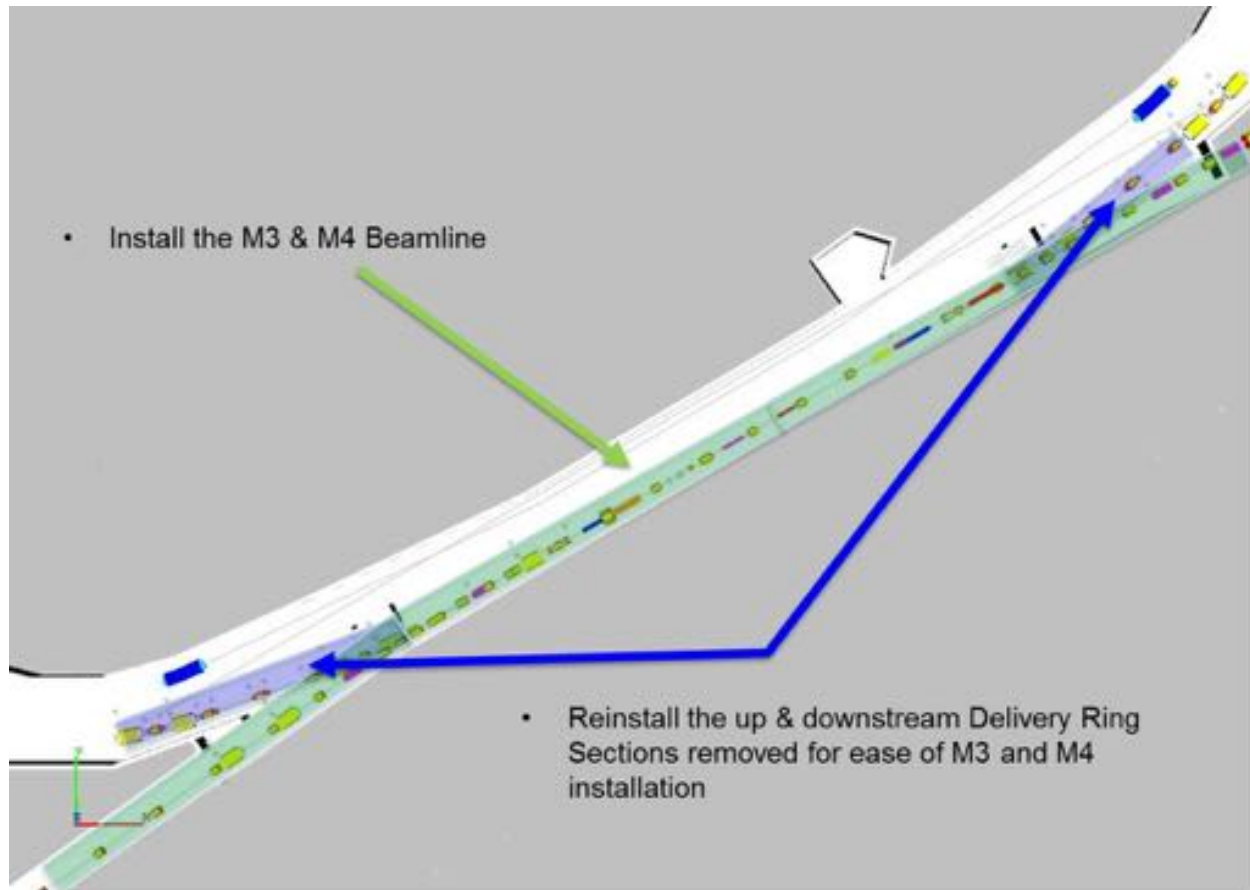 • Install the M3 & M4 Beamline
• Reinstall the up & downstream Delivery Ring
Sections removed for ease of M3 and M4
installation